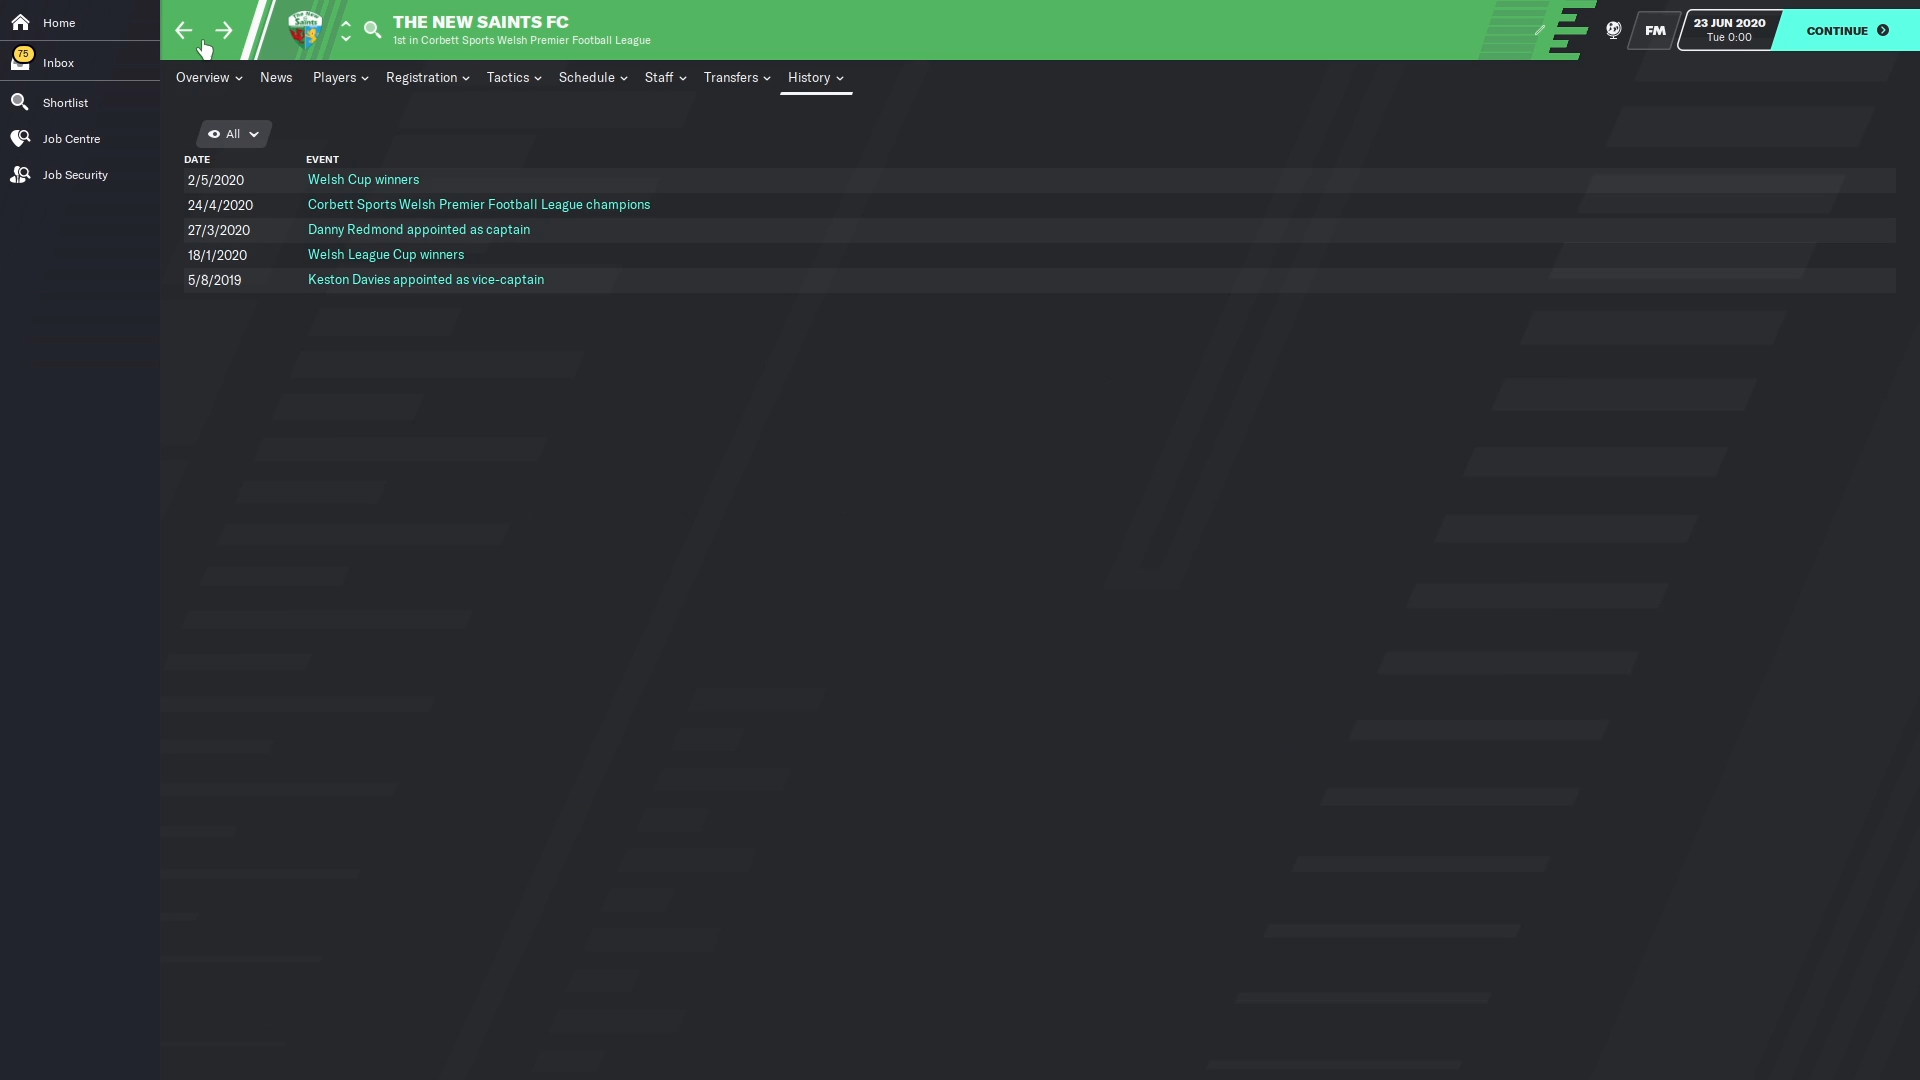 Home
75
Inbox
Shortlist
Job Centre
Job Security
The New Saints
THE NEW SAINTS FC
1st in Corbett Sports Welsh Premier Football League
FM
23 JUN 2020
Tue 0:00
CONTINUE
Overview News Players Registration Tactics Schedule Staff Transfers History
All
DATE EVENT
2/5/2020 Welsh Cup winners
24/4/2020 Corbett Sports Welsh Premier Football League champions
27/3/2020 Danny Redmond appointed as captain
18/1/2020 Welsh League Cup winners
5/8/2019 Keston Davies appointed as vice-captain